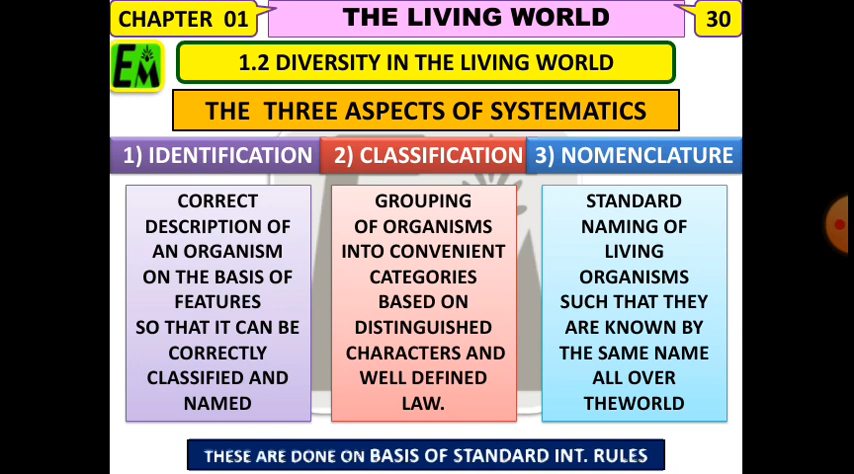 CHAPTER 01
THE LIVING WORLD
30
EM
1.2 DIVERSITY IN THE LIVING WORLD
THE THREE ASPECTS OF SYSTEMATICS
1) IDENTIFICATION
2) CLASSIFICATION
3) NOMENCLATURE
CORRECT
DESCRIPTION OF
AN ORGANISM
ON THE BASIS OF
FEATURES
SO THAT IT CAN BE
CORRECTLY
CLASSIFIED AND
NAMED
GROUPING
OF ORGANISMS
INTO CONVENIENT
CATEGORIES
BASED ON
DISTINGUISHED
CHARACTERS AND
WELL DEFINED
LAW.
STANDARD
NAMING OF
LIVING
ORGANISMS
SUCH THAT THEY
ARE KNOWN BY
THE SAME NAME
ALL OVER
THEWORLD
THESE ARE DONE ON BASIS OF STANDARD INT. RULES